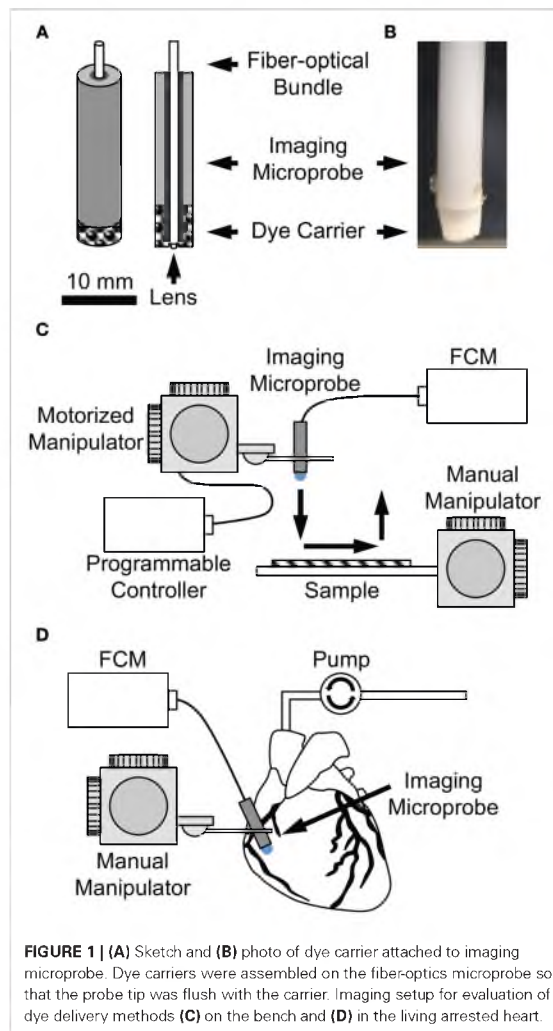 A
B
Fiber-optical
Bundle
Imaging
Microprobe
Dye Carrier
10 mm
Lens
C
Imaging
Microprobe
FCM
Motorized
Manipulator
Manual
Manipulator
Programmable
Controller
Sample
D
FCM
Pump
Imaging
Microprobe
Manual
Manipulator
FIGURE 1 | (A) Sketch and (B) photo of dye carrier attached to imaging
microprobe. Dye carriers were assembled on the fiber-optics microprobe so
that the probe tip was flush with the carrier. Imaging setup for evaluation of
dye delivery methods (C) on the bench and (D) in the living arrested heart.